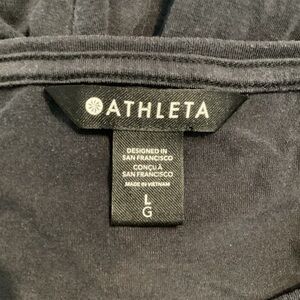 ATHLETA
DESIGNED IN
SAN FRANCISCO
CONÇU À
SAN FRANCISCO
MADE IN VIETNAM
L
G